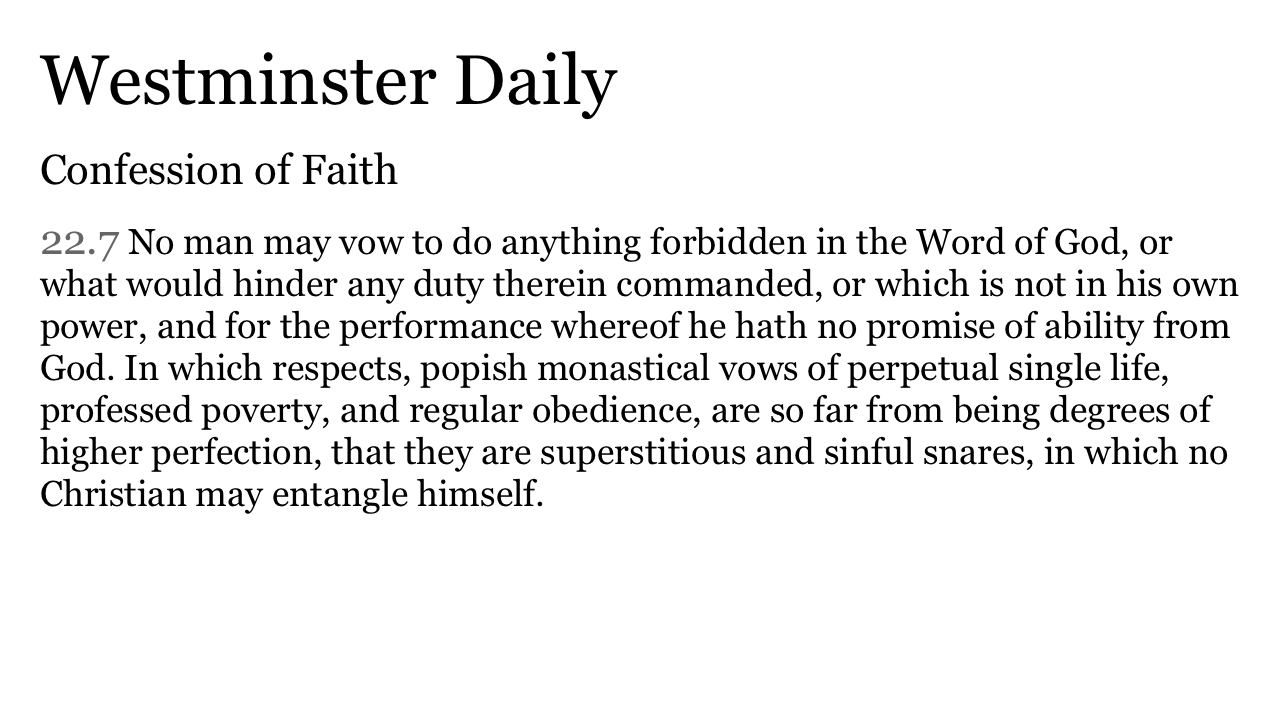 Westminster Daily
Confession of Faith
22.7 No man may vow to do anything forbidden in the Word of God, or
what would hinder any duty therein commanded, or which is not in his own
power, and for the performance whereof he hath no promise of ability from
God. In which respects, popish monastical vows of perpetual single life,
professed poverty, and regular obedience, are so far from being degrees of
higher perfection, that they are superstitious and sinful snares, in which no
Christian may entangle himself.